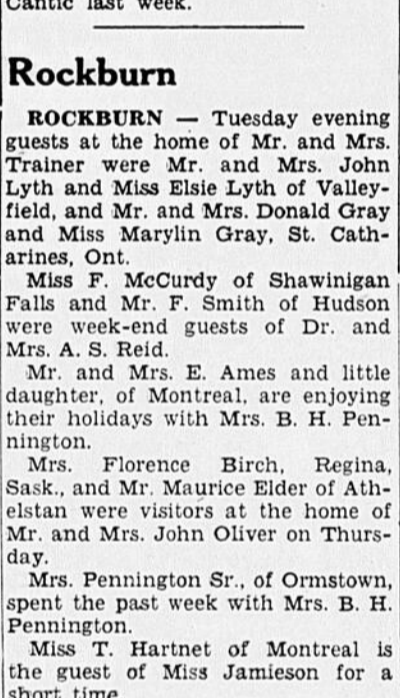 Cantic last week.
Rockburn
ROCKBURN — Tuesday evening
guests at the home of Mr. and Mrs.
Trainer were Mr. and Mrs. John
Lyth and Miss Elsie Lyth of Valley-
field, and Mr. and Mrs. Donald Gray
and Miss Marylin Gray, St. Cath-
arines, Ont.
Miss F. McCurdy of Shawinigan
Falls and Mr. F. Smith of Hudson
were week-end guests of Dr. and
Mrs. A. S. Reid.
Mr. and Mrs. E. Ames and little
daughter, of Montreal, are enjoying
their holidays with Mrs. B. H. Pen-
nington.
Mrs. Florence Birch, Regina,
Sask., and Mr. Maurice Elder of Ath-
elstan were visitors at the home of
Mr. and Mrs. John Oliver on Thurs-
day.
Mrs. Pennington Sr., of Ormstown,
spent the past week with Mrs. B. H.
Pennington.
Miss T. Hartnet of Montreal is
the guest of Miss Jamieson for a
short time